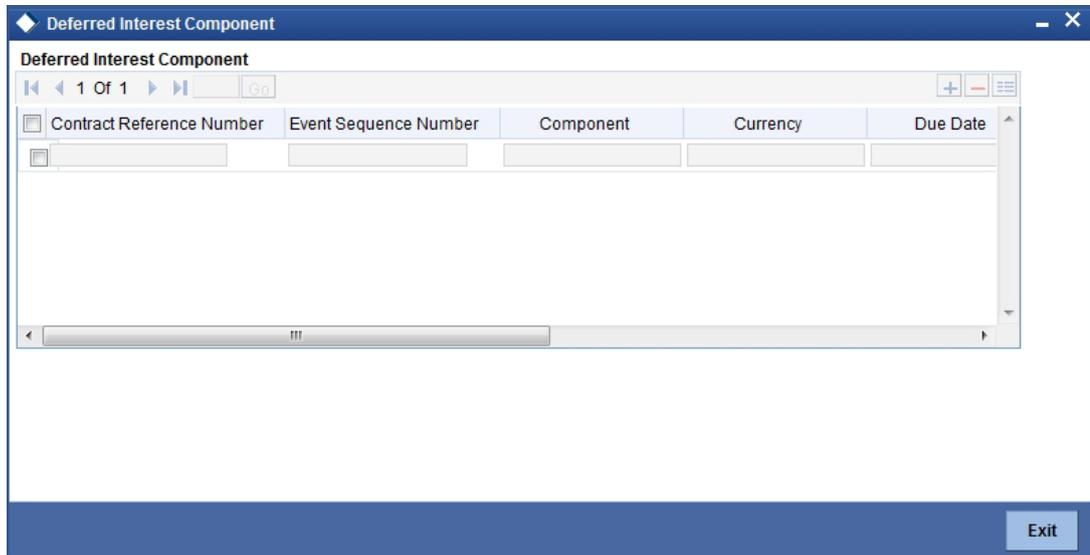 Deferred Interest Component
Deferred Interest Component
1 Of 1 Go
Contract Reference Number Event Sequence Number Component Currency Due Date
Exit